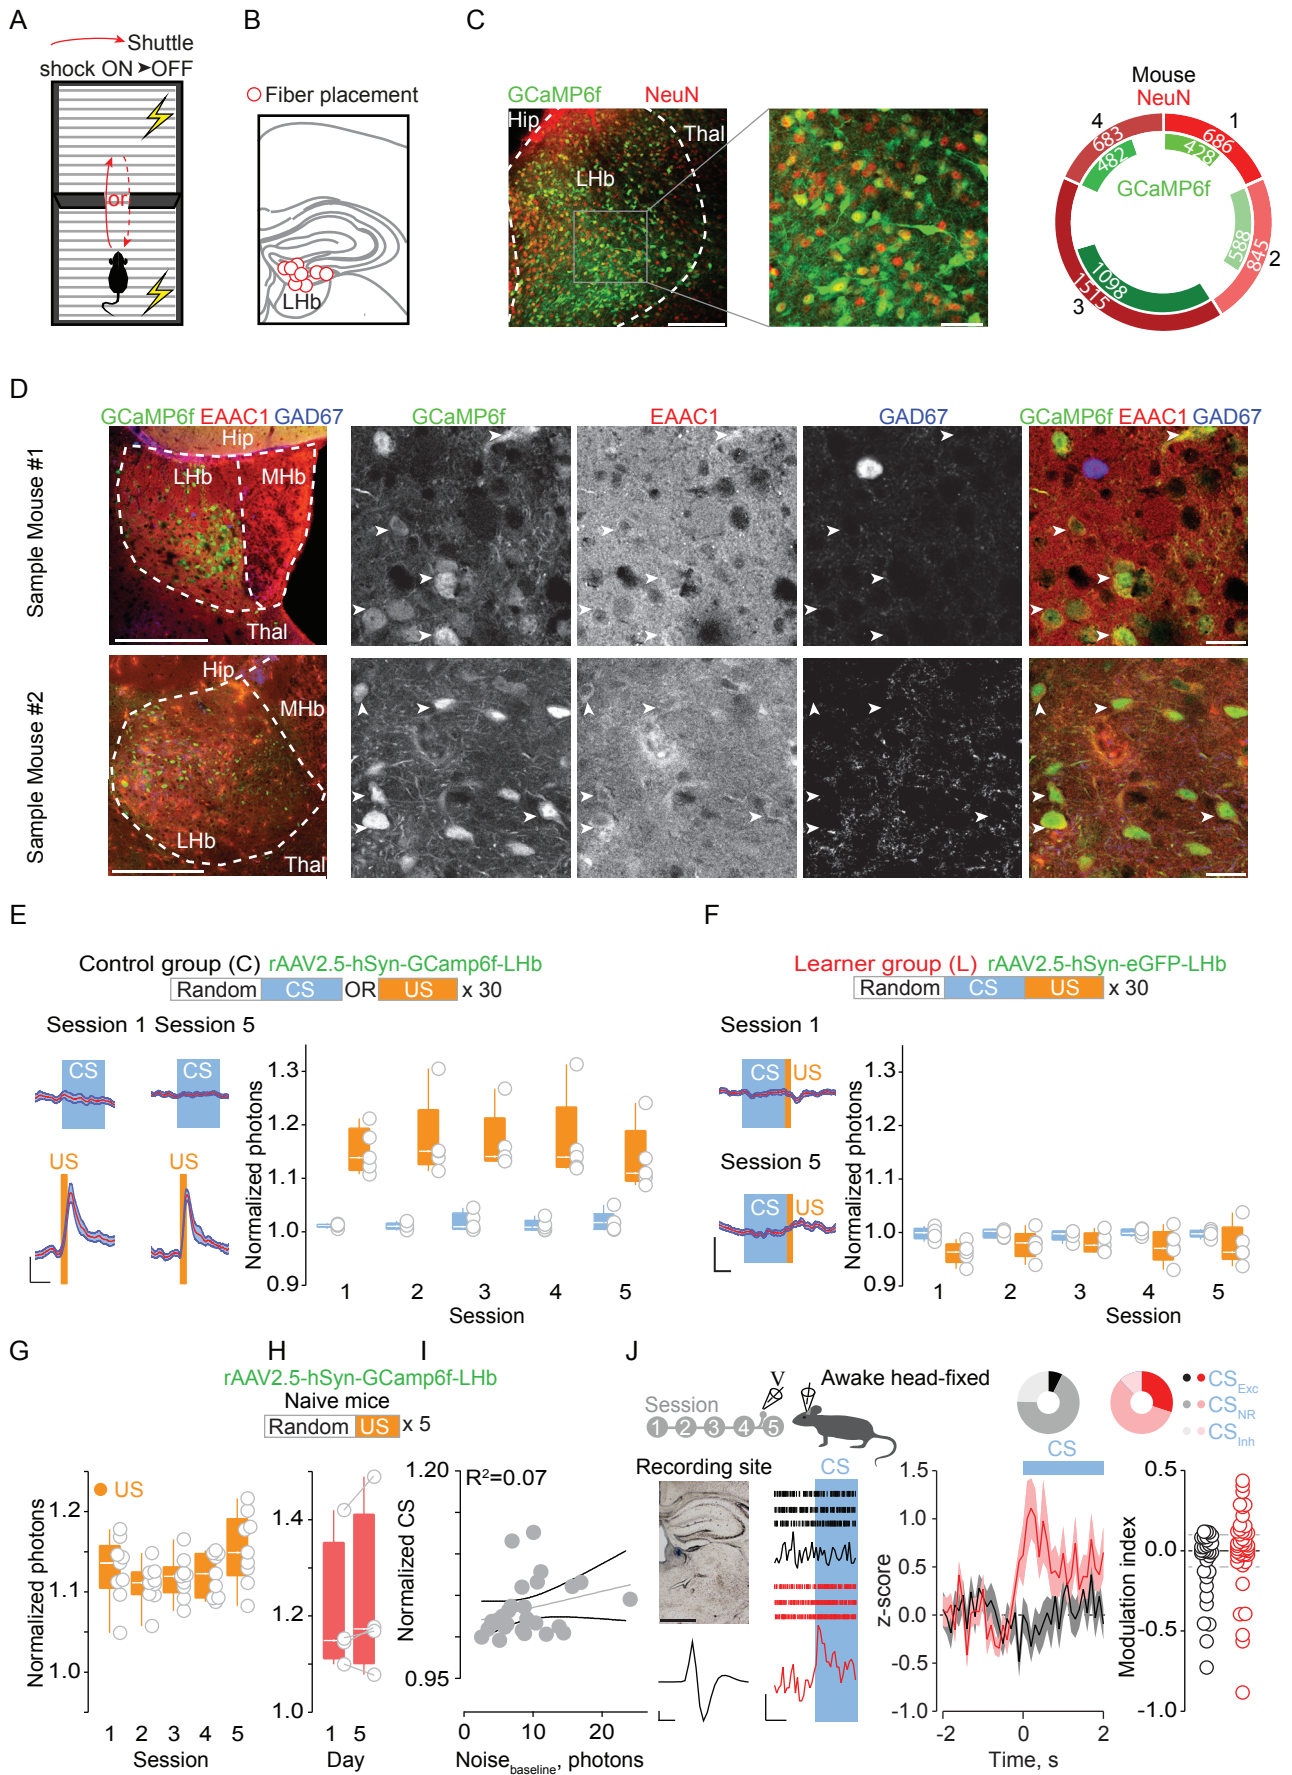 A
Shuttle
shock ON ➤ OFF
or
B
Fiber placement
LHb
C
GCaMP6f NeuN
Hip
Thal
LHb
Mouse
NeuN
4
1
683
686
482
428
GCaMP6f
588
845
2
1098
1515
3
D
GCaMP6f EAAC1 GAD67
GCaMP6f
EAAC1
GAD67
GCaMP6f EAAC1 GAD67
Sample Mouse #1
Hip
LHb
MHb
Thal
Sample Mouse #2
Hip
MHb
LHb
Thal
E
Control group (C) rAAV2.5-hSyn-GCamp6f-LHb
Random CS OR US x 30
Session 1 Session 5
CS
US
US
Normalized photons
1.3
1.2
1.1
1.0
0.9
1 2 3 4 5
Session
F
Learner group (L) rAAV2.5-hSyn-eGFP-LHb
Random CS US x 30
Session 1
CS US
Session 5
CS US
Normalized photons
1.3
1.2
1.1
1.0
0.9
1 2 3 4 5
Session
G
Normalized photons
US
1.2
1.1
1.0
1 2 3 4 5
Session
H
rAAV2.5-hSyn-GCamp6f-LHb
Naive mice
Random US x 5
1.4
1.2
1.0
1 5
Day
I
Normalized CS
1.20
R²=0.07
0.95
0 10 20
Noise baseline, photons
J
V
Awake head-fixed
Session
1 2 3 4 5
CS Exc
CS NR
CS Inh
Recording site
CS
CS
z-score
1.5
1.0
0.5
0.0
-0.5
-1.0
-2 0 2
Time, s
Modulation index
0.5
0.0
-0.5
-1.0